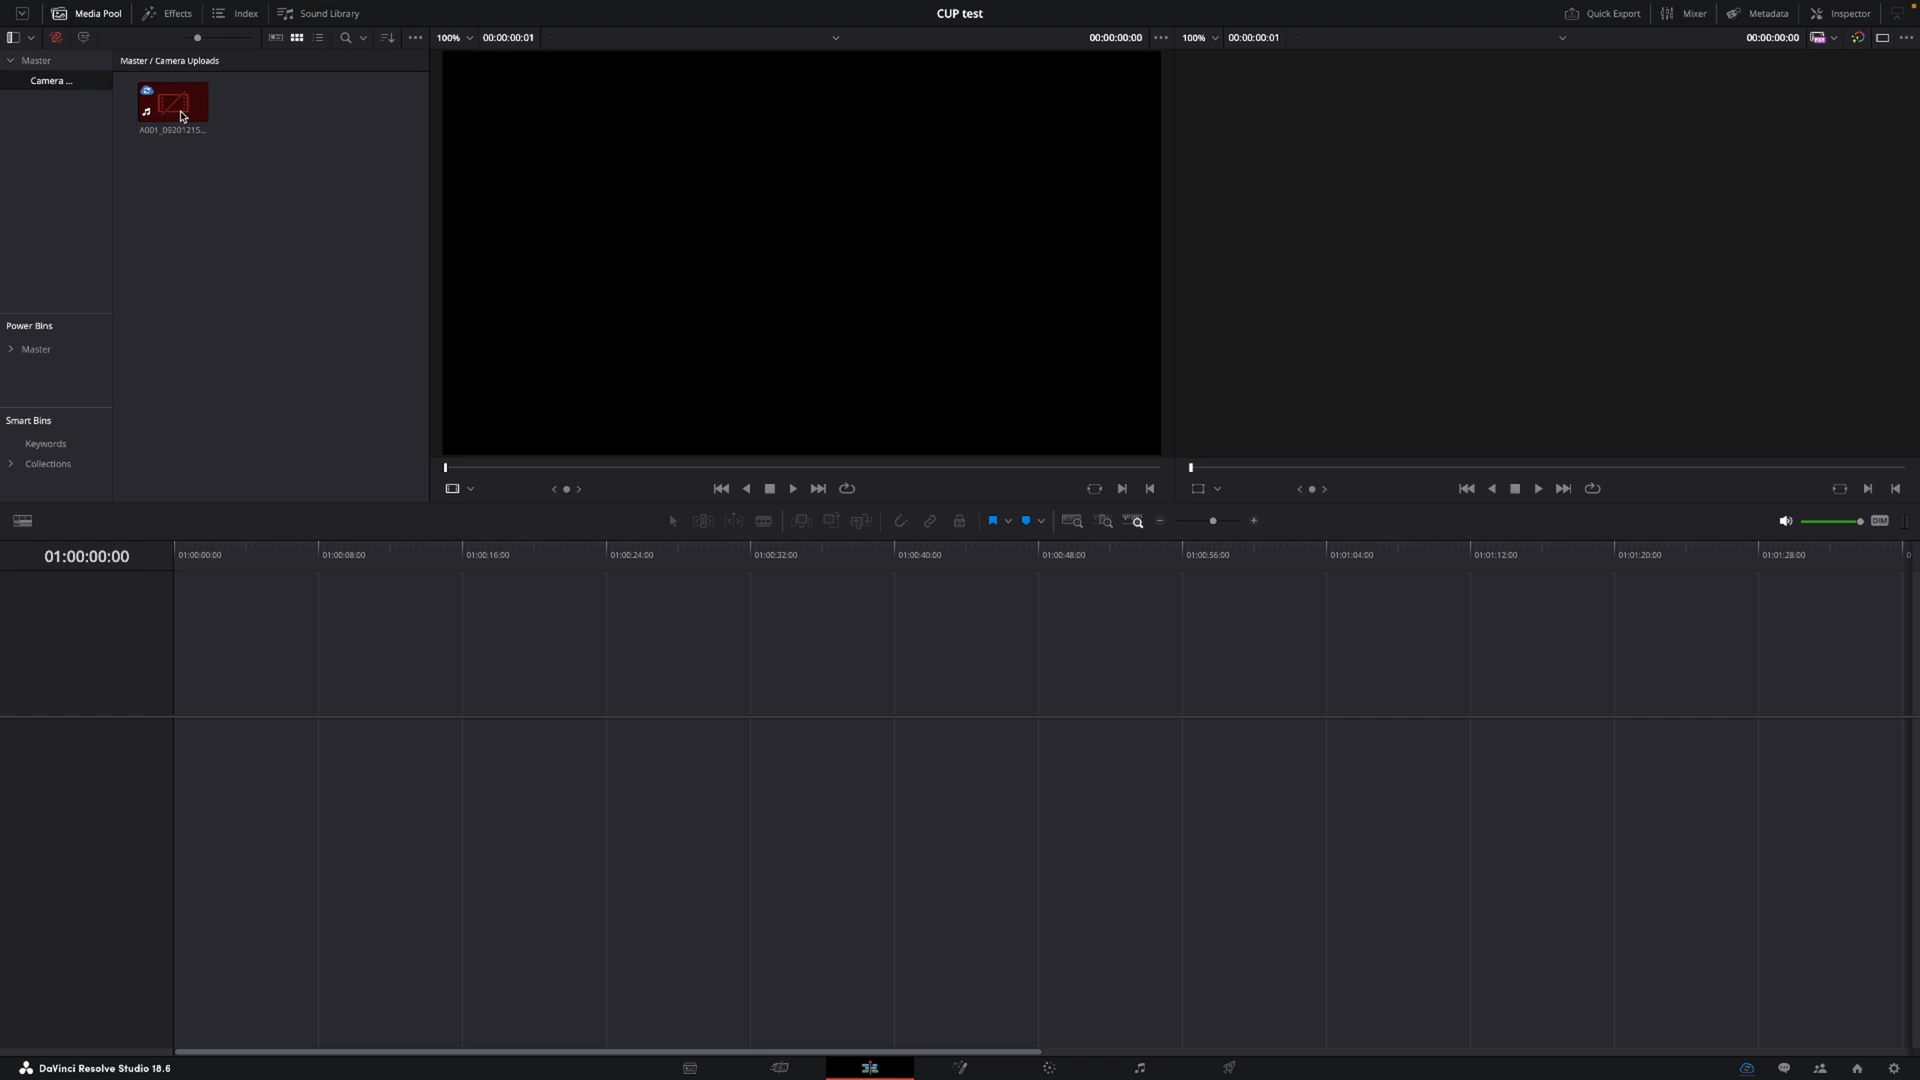 Media Pool
Effects
Index
Sound Library
CUP test
Quick Export
Mixer
Metadata
Inspector
100%
00:00:00:01
00:00:00:00
100%
00:00:00:01
00:00:00:00
Master
Master / Camera Uploads
Camera ...
A001_09201215...
Power Bins
Master
Smart Bins
Keywords
Collections
DIM
01:00:00:00
01:00:00:00
01:00:08:00
01:00:16:00
01:00:24:00
01:00:32:00
01:00:40:00
01:00:48:00
01:00:56:00
01:01:04:00
01:01:12:00
01:01:20:00
01:01:28:00
0
DaVinci Resolve Studio 18.6